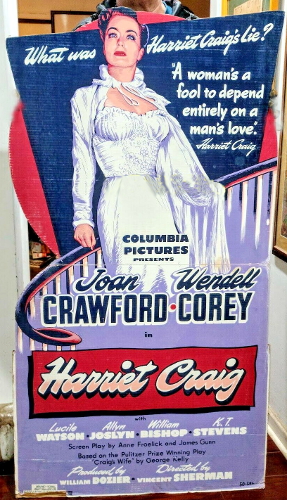 What was Harriet Craig's lie?
"A woman's a
fool to depend
entirely on a
man's love."
Harriet Craig
COLUMBIA
PICTURES
PRESENTS
Joan Wendell
CRAWFORD · COREY
in
Harriet Craig
with
Lucile Allyn William K.T.
WATSON · JOSLYN · BISHOP · STEVENS
Screen Play by Anne Froelick and James Gunn
Based on the Pulitzer Prize Winning Play
"Craig's Wife" by George Kelly
Produced by Directed by
WILLIAM DOZIER · VINCENT SHERMAN